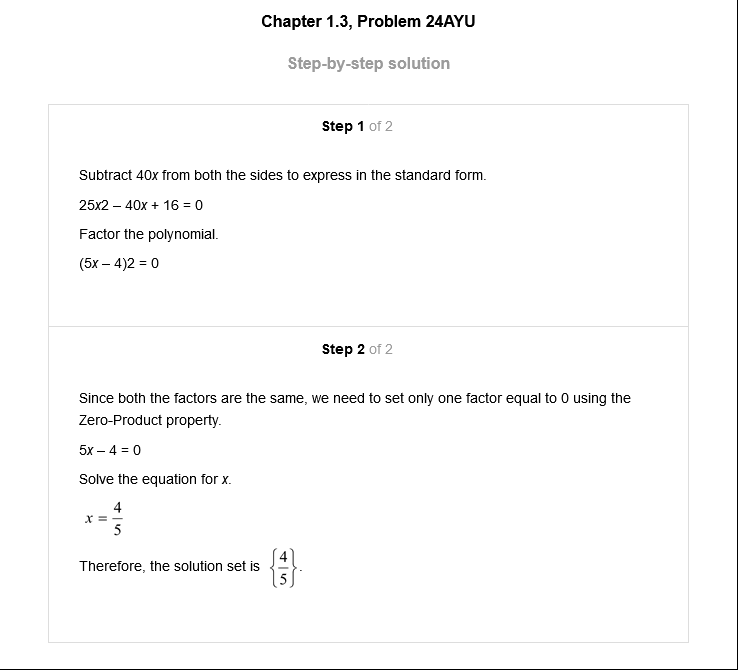 Chapter 1.3, Problem 24AYU
Step-by-step solution
Step 1 of 2
Subtract 40x from both the sides to express in the standard form.
25x2 – 40x + 16 = 0
Factor the polynomial.
(5x – 4)2 = 0
Step 2 of 2
Since both the factors are the same, we need to set only one factor equal to 0 using the
Zero-Product property.
5x – 4 = 0
Solve the equation for x.
x = 4/5
Therefore, the solution set is {4/5}.